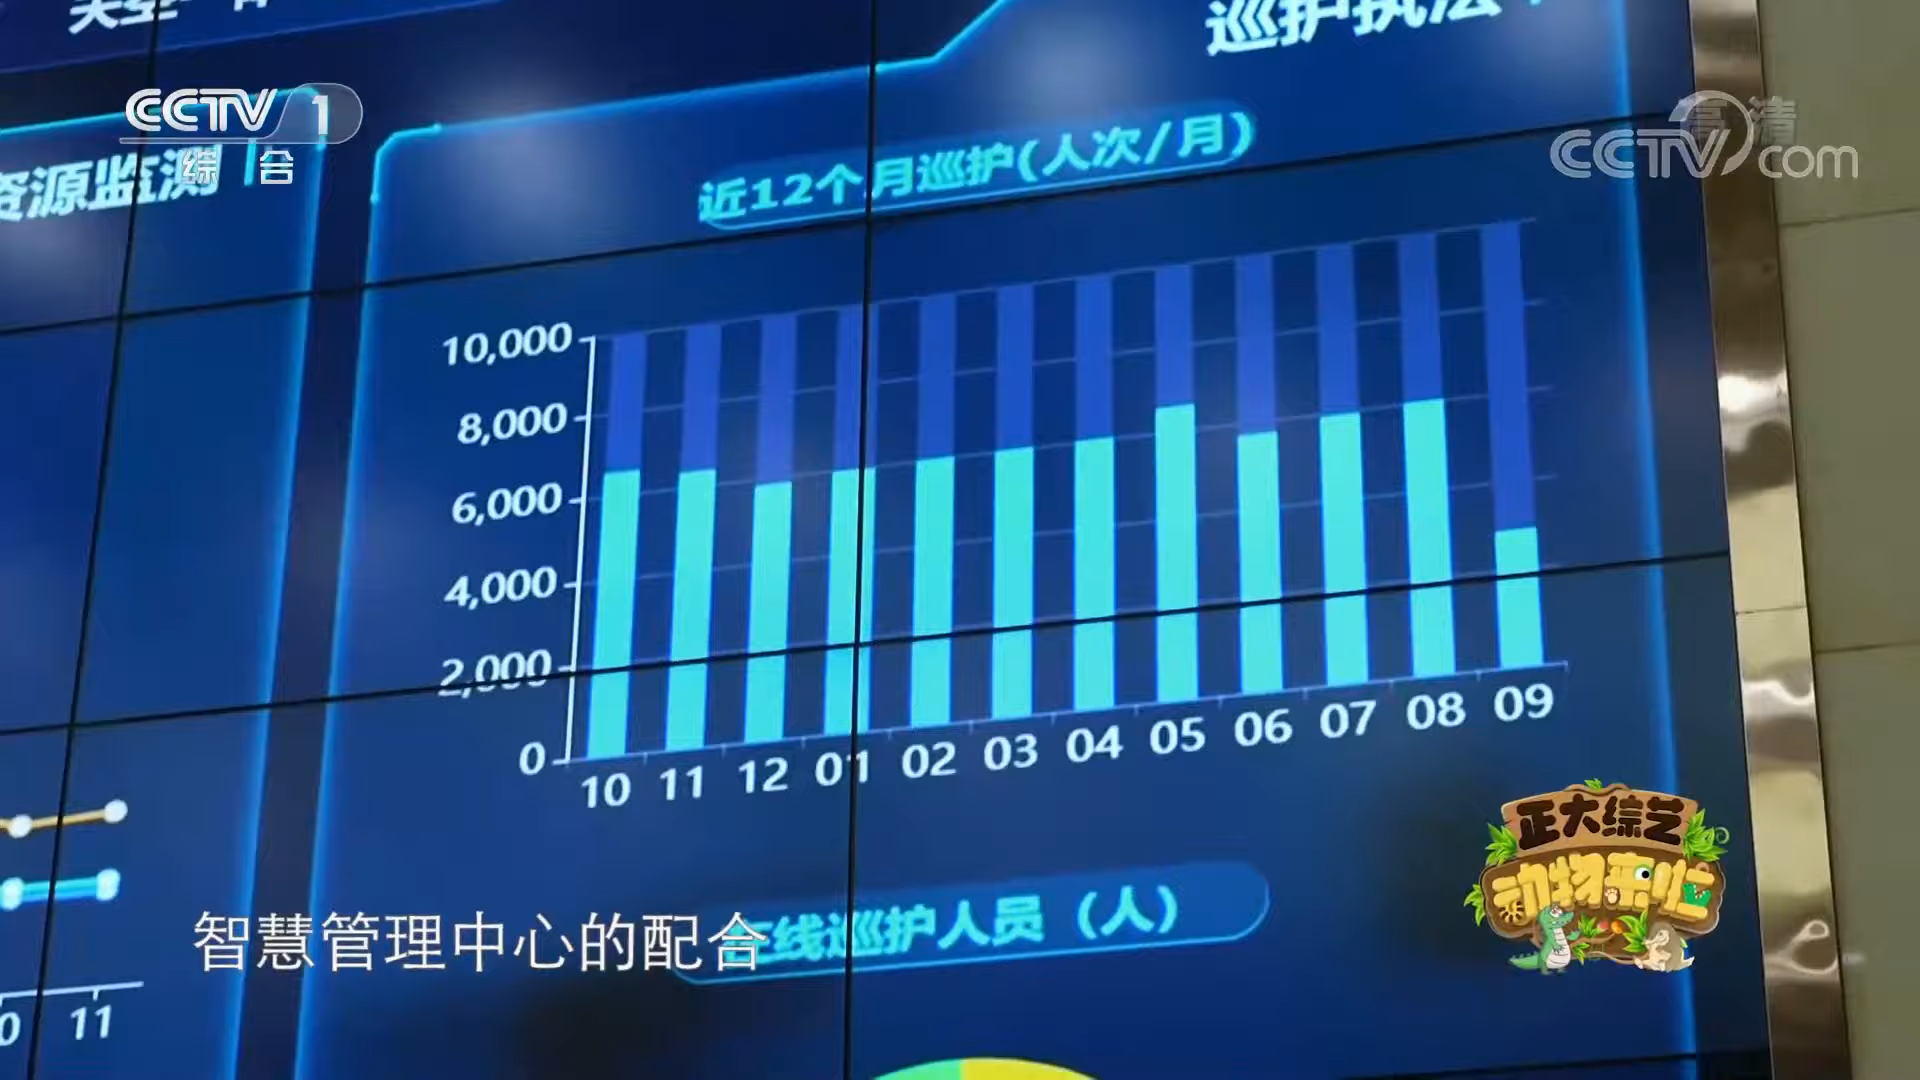 巡护执法
CCTV 1
综合
高清
CCTV com
资源监测
近12个月巡护(人次/月)
10,000
8,000
6,000
4,000
2,000
0
10 11 12 01 02 03 04 05 06 07 08 09
正大综艺
动物来啦
在线巡护人员（人）
智慧管理中心的配合
11